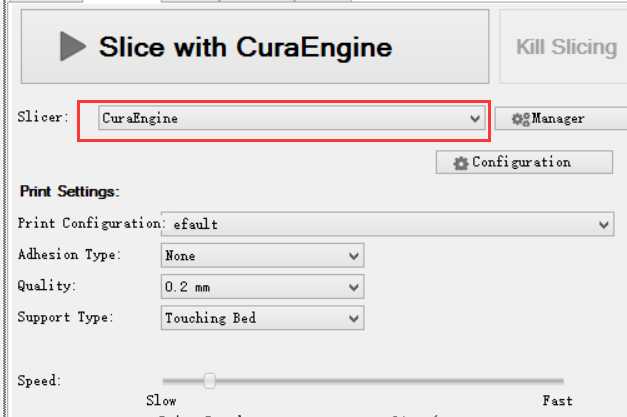 Slice with CuraEngine
Kill Slicing
Slicer: CuraEngine Manager
Configuration
Print Settings:
Print Configuration: efault
Adhesion Type: None
Quality: 0.2 mm
Support Type: Touching Bed
Speed:
Slow Fast